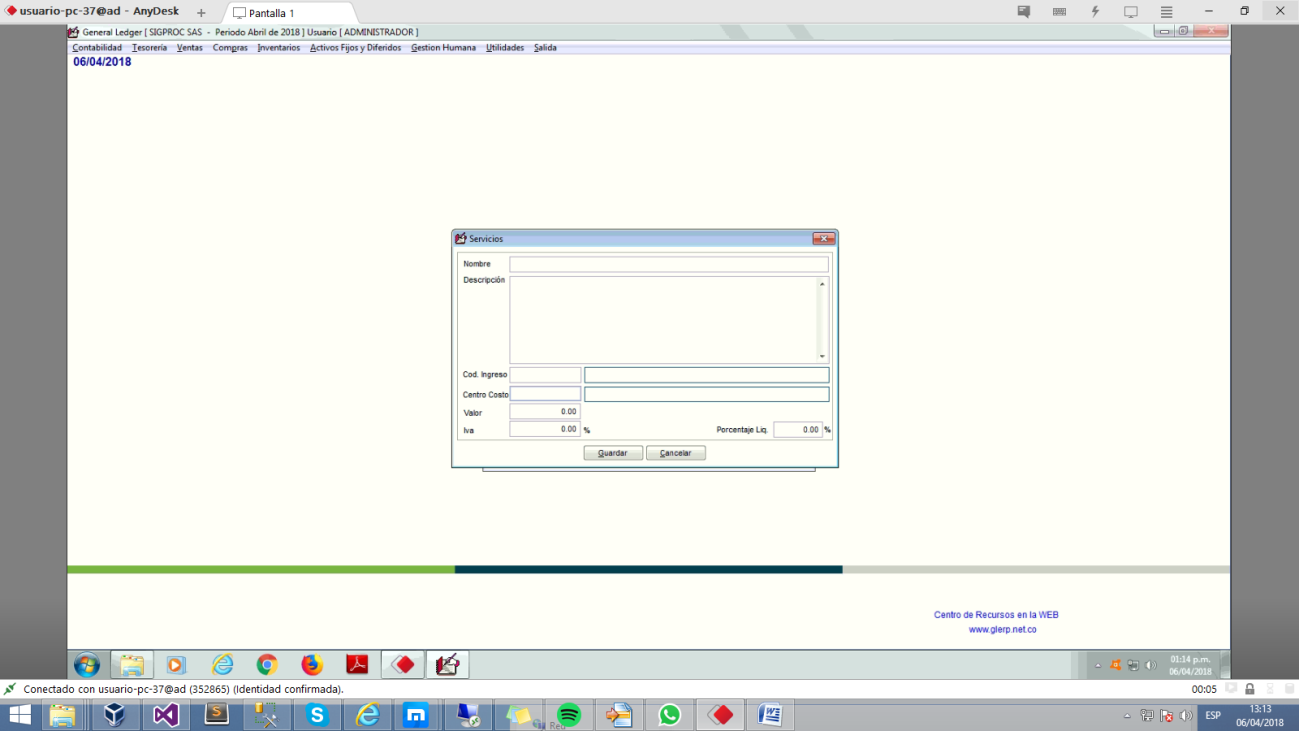 usuario-pc-37@ad - AnyDesk
Pantalla 1
General Ledger [ SIGPROC SAS - Periodo Abril de 2018 ] Usuario [ ADMINISTRADOR ]
Contabilidad Tesorería Ventas Compras Inventarios Activos Fijos y Diferidos Gestion Humana Utilidades Salida
06/04/2018
Servicios
Nombre
Descripción
Cod. Ingreso
Centro Costo
Valor 0.00
Iva 0.00 % Porcentaje Liq. 0.00 %
Guardar Cancelar
Centro de Recursos en la WEB
www.glerp.net.co
01:14 p.m.
06/04/2018
Conectado con usuario-pc-37@ad (352865) (Identidad confirmada).
00:05
Red
ESP
13:13
06/04/2018